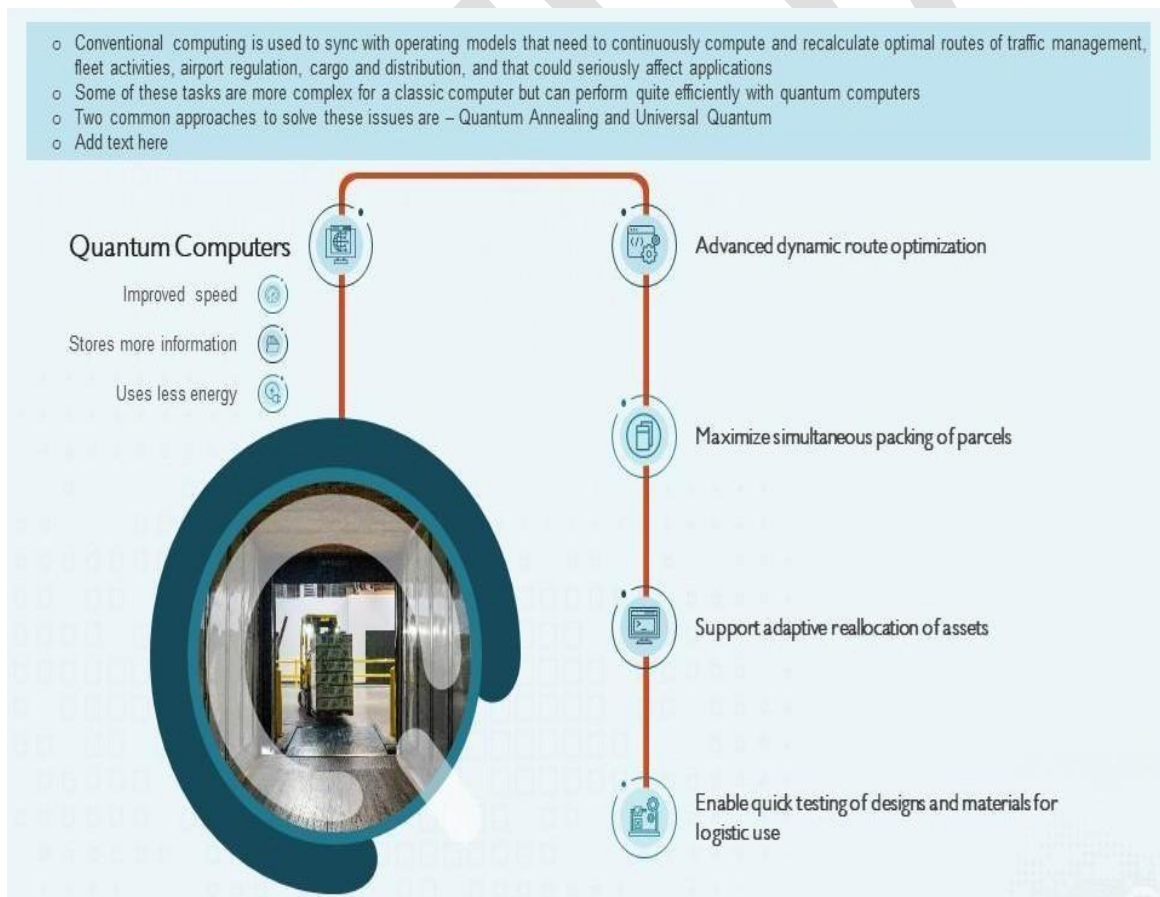 o Conventional computing is used to sync with operating models that need to continuously compute and recalculate optimal routes of traffic management,
fleet activities, airport regulation, cargo and distribution, and that could seriously affect applications
o Some of these tasks are more complex for a classic computer but can perform quite efficiently with quantum computers
o Two common approaches to solve these issues are – Quantum Annealing and Universal Quantum
o Add text here
Quantum Computers
Improved speed
Stores more information
Uses less energy
Advanced dynamic route optimization
Maximize simultaneous packing of parcels
Support adaptive reallocation of assets
Enable quick testing of designs and materials for
logistic use